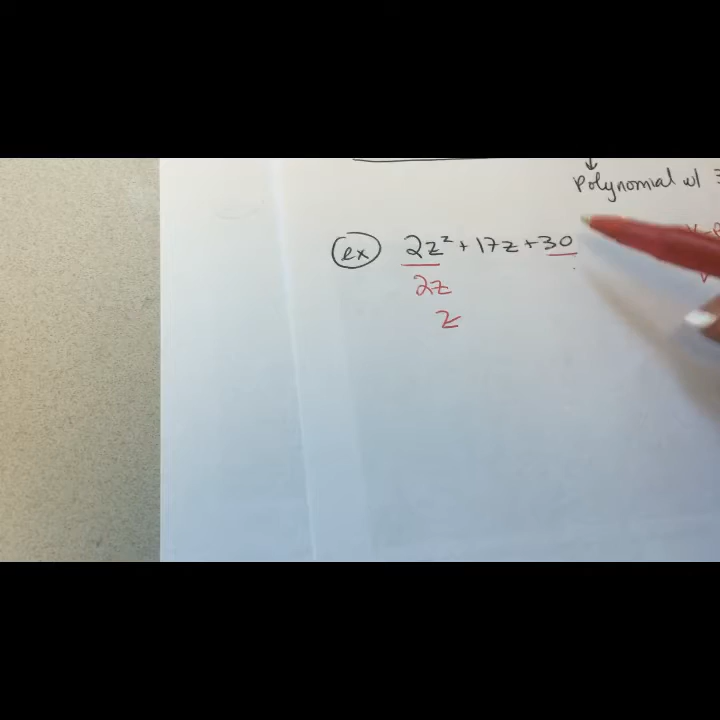 Polynomial w/
ex 2z² + 17z + 30
2z
z